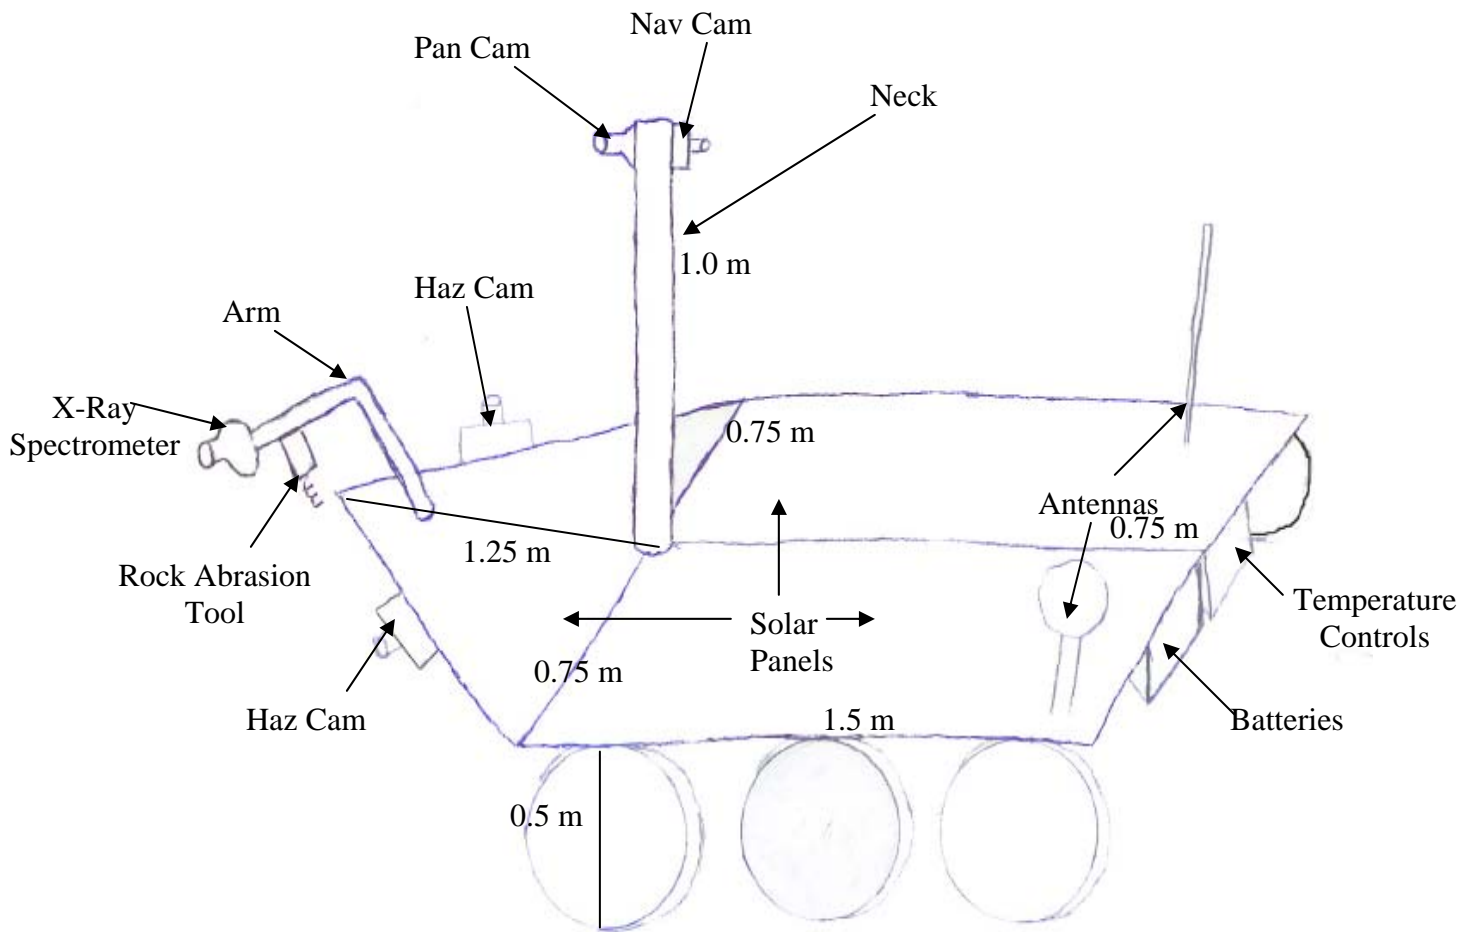 Nav Cam
Pan Cam
Neck
1.0 m
Haz Cam
Arm
X-Ray
Spectrometer
0.75 m
Antennas
0.75 m
1.25 m
Rock Abrasion
Tool
Temperature
Controls
Solar
Panels
0.75 m
Haz Cam
1.5 m
Batteries
0.5 m